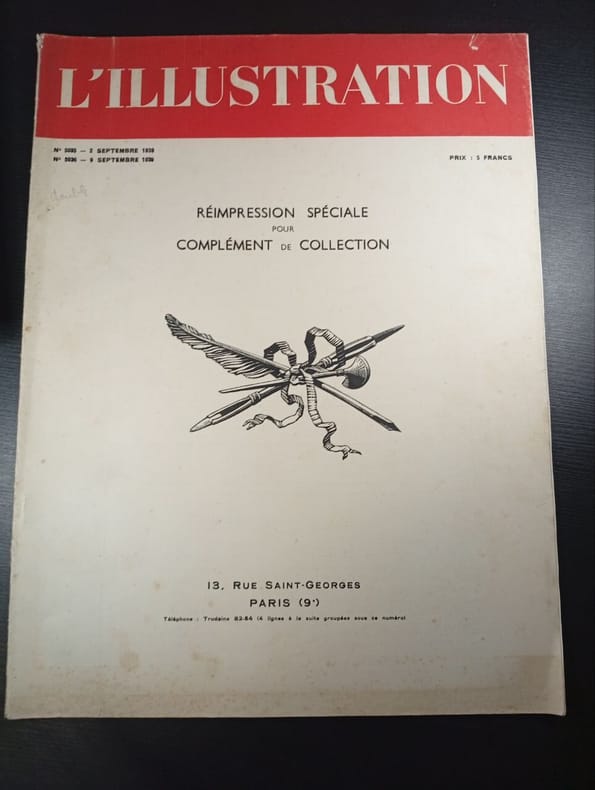 L'ILLUSTRATION
N° 5035 — 2 SEPTEMBRE 1939
N° 5036 — 9 SEPTEMBRE 1939
PRIX : 5 FRANCS
RÉIMPRESSION SPÉCIALE
POUR
COMPLÉMENT DE COLLECTION
13, RUE SAINT-GEORGES
PARIS (9ᵉ)
Téléphone : Trudaine 82-54 (4 lignes à la suite groupées sous ce numéro)